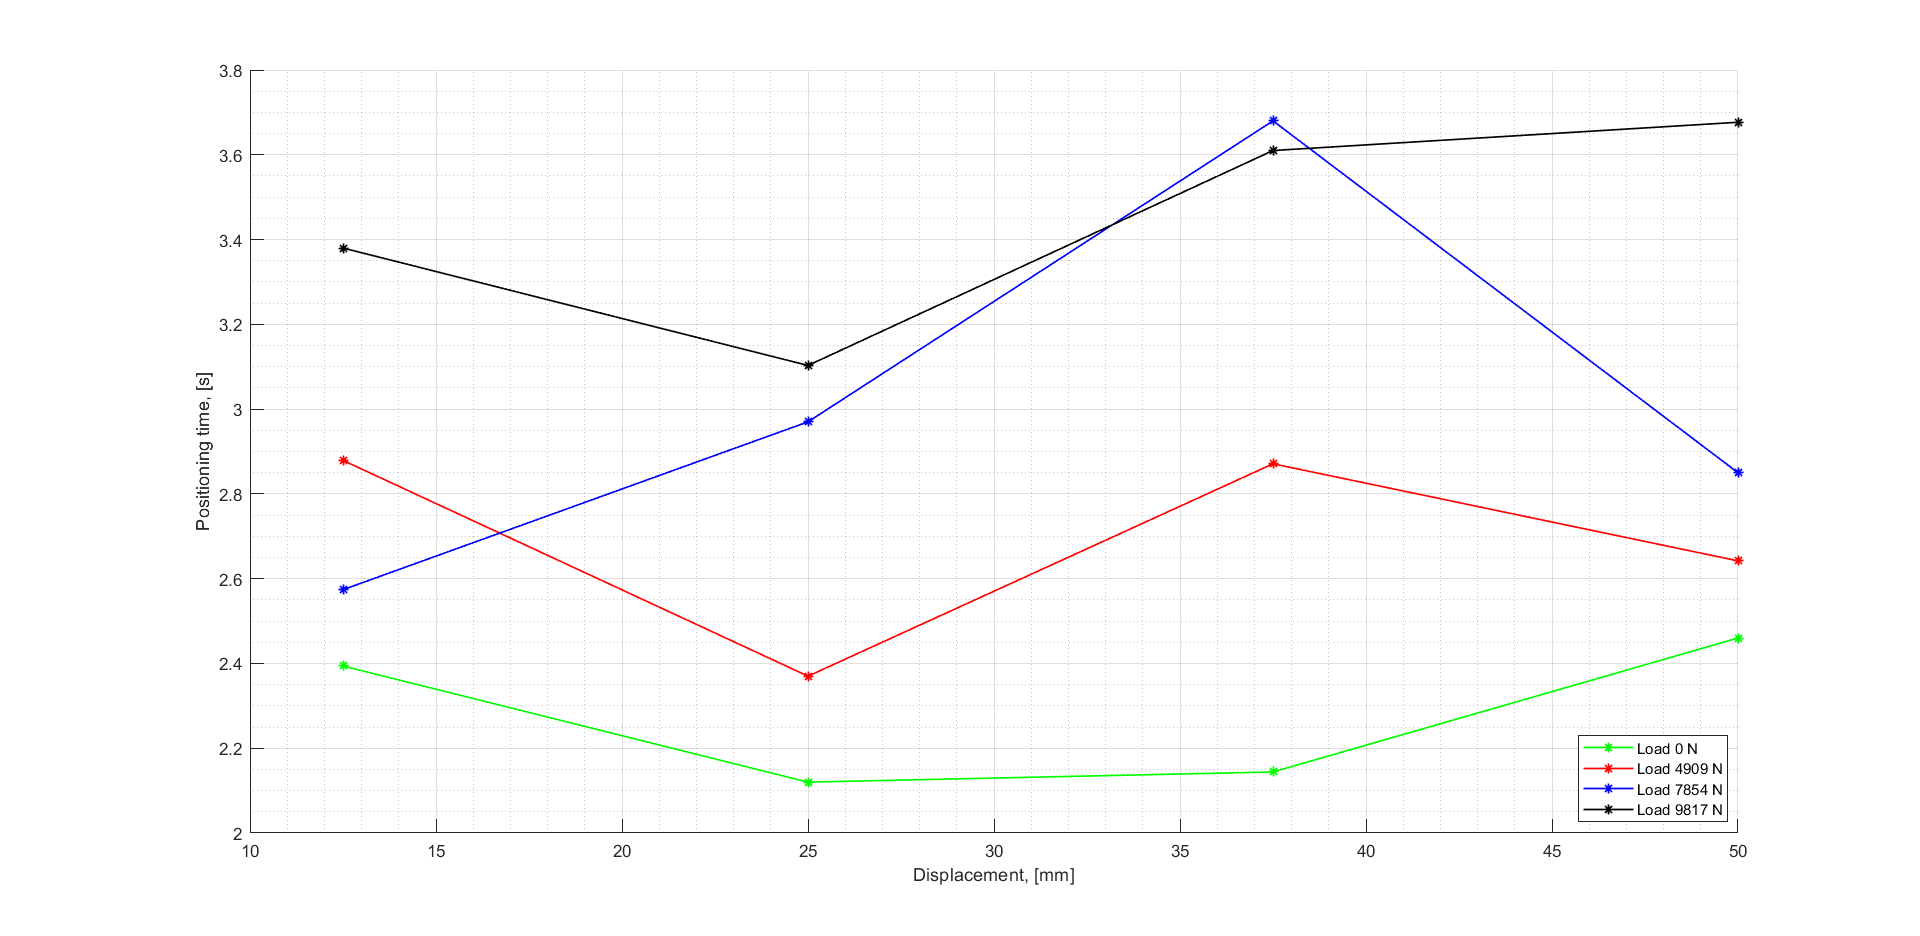 3.8
3.6
3.4
3.2
3
2.8
2.6
2.4
2.2
2
Positioning time, [s]
10 15 20 25 30 35 40 45 50
Displacement, [mm]
Load 0 N
Load 4909 N
Load 7854 N
Load 9817 N